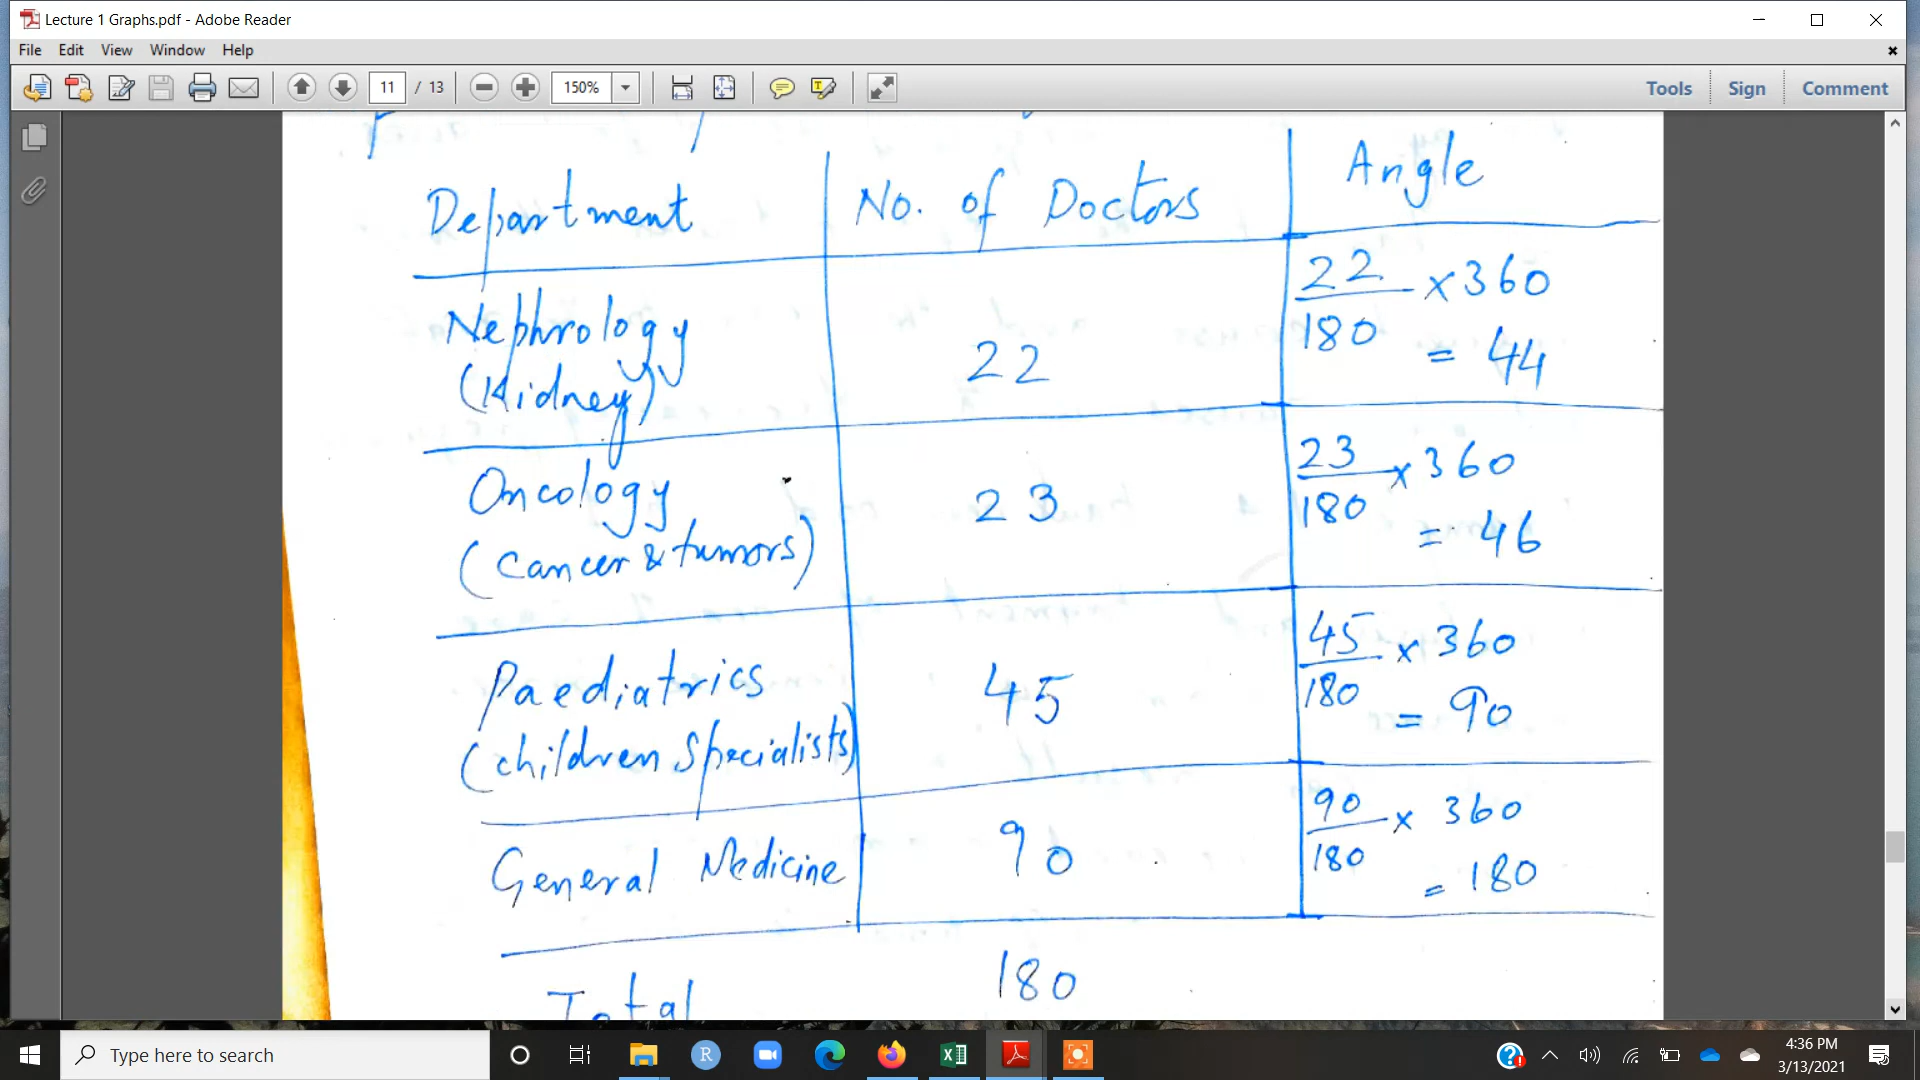 Lecture 1 Graphs.pdf - Adobe Reader
File Edit View Window Help
11 / 13 150% Tools Sign Comment
Department No. of Doctors Angle
Nephrology (Kidney) 22 22/180 × 360 = 44
Oncology (Cancer & tumors) 23 23/180 × 360 = 46
Paediatrics (children Specialists) 45 45/180 × 360 = 90
General Medicine 90 90/180 × 360 = 180
Total 180
Type here to search
4:36 PM
3/13/2021